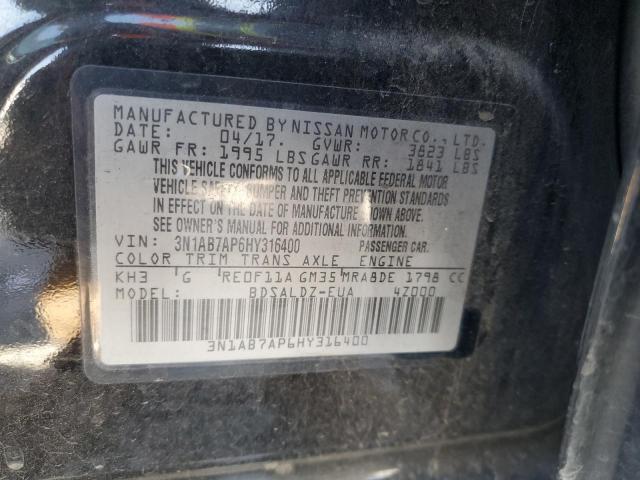 MANUFACTURED BY NISSAN MOTOR CO., LTD.
DATE: 04/17. GVWR: 3823 LBS
GAWR FR: 1995 LBS GAWR RR: 1841 LBS
THIS VEHICLE CONFORMS TO ALL APPLICABLE FEDERAL MOTOR
VEHICLE SAFETY, BUMPER AND THEFT PREVENTION STANDARDS
IN EFFECT ON THE DATE OF MANUFACTURE SHOWN ABOVE.
SEE OWNER'S MANUAL FOR ADDITIONAL INFORMATION.
VIN: 3N1AB7AP6HY316400 PASSENGER CAR.
COLOR TRIM TRANS AXLE ENGINE
KH3 G RE0F11A GM35 MRA8DE 1798 CC
MODEL: BDSALDZ-EUA 4Z000
3N1AB7AP6HY316400